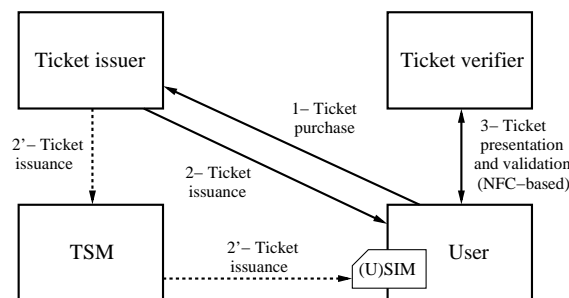 Ticket issuer
Ticket verifier
1– Ticket
purchase
2'– Ticket
issuance
3– Ticket
presentation
and validation
(NFC–based)
2– Ticket
issuance
TSM
2'– Ticket
issuance
(U)SIM
User